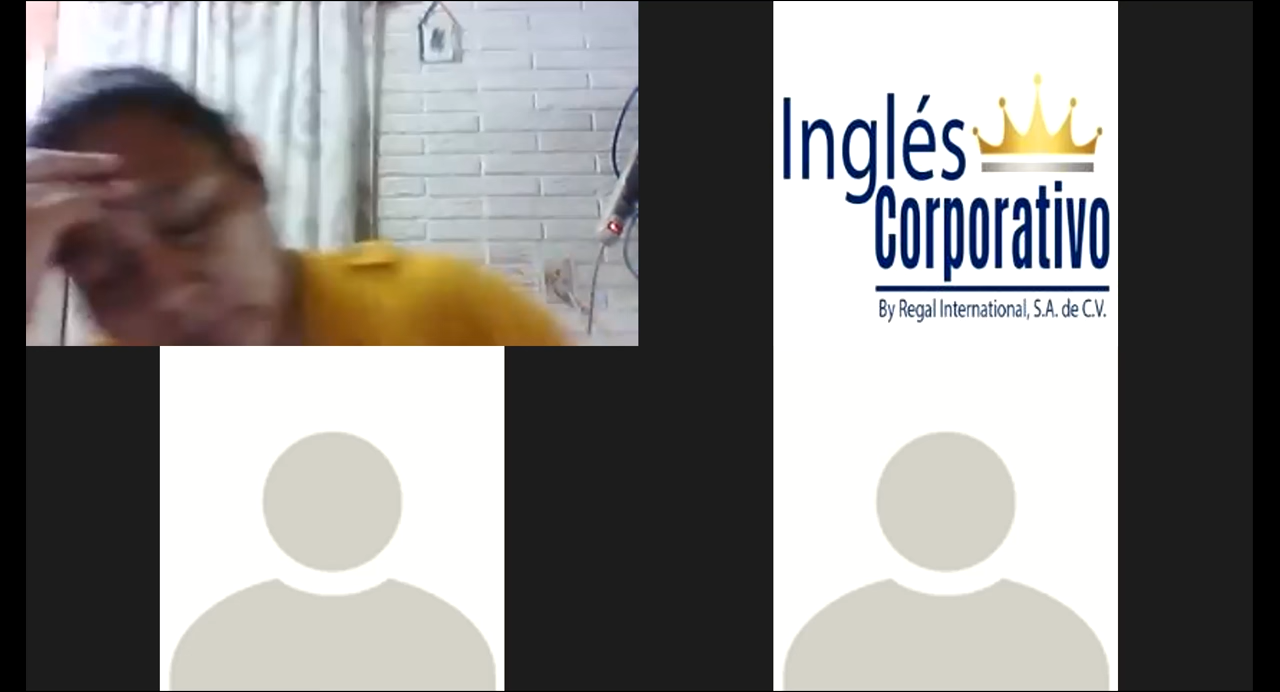 Inglés
Corporativo
By Regal International, S.A. de C.V.